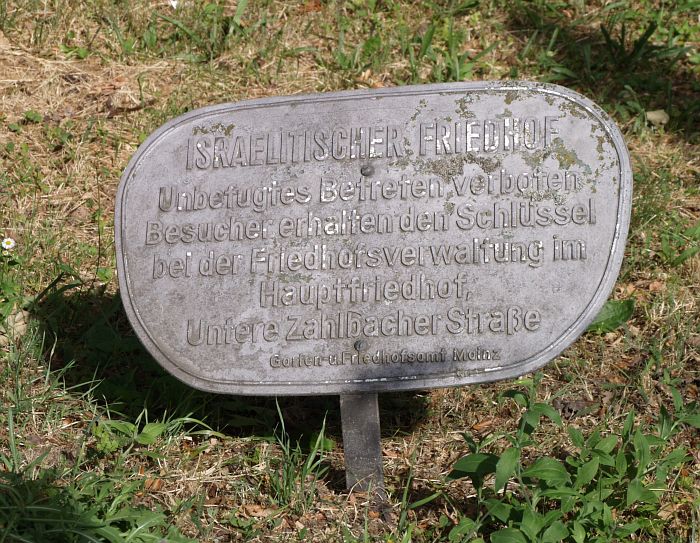 ISRAELITISCHER FRIEDHOF
Unbefugtes Betreten verboten
Besucher erhalten den Schlüssel
bei der Friedhofsverwaltung im
Hauptfriedhof,
Untere Zahlbacher Straße
Garten-u.Friedhofsamt Mainz